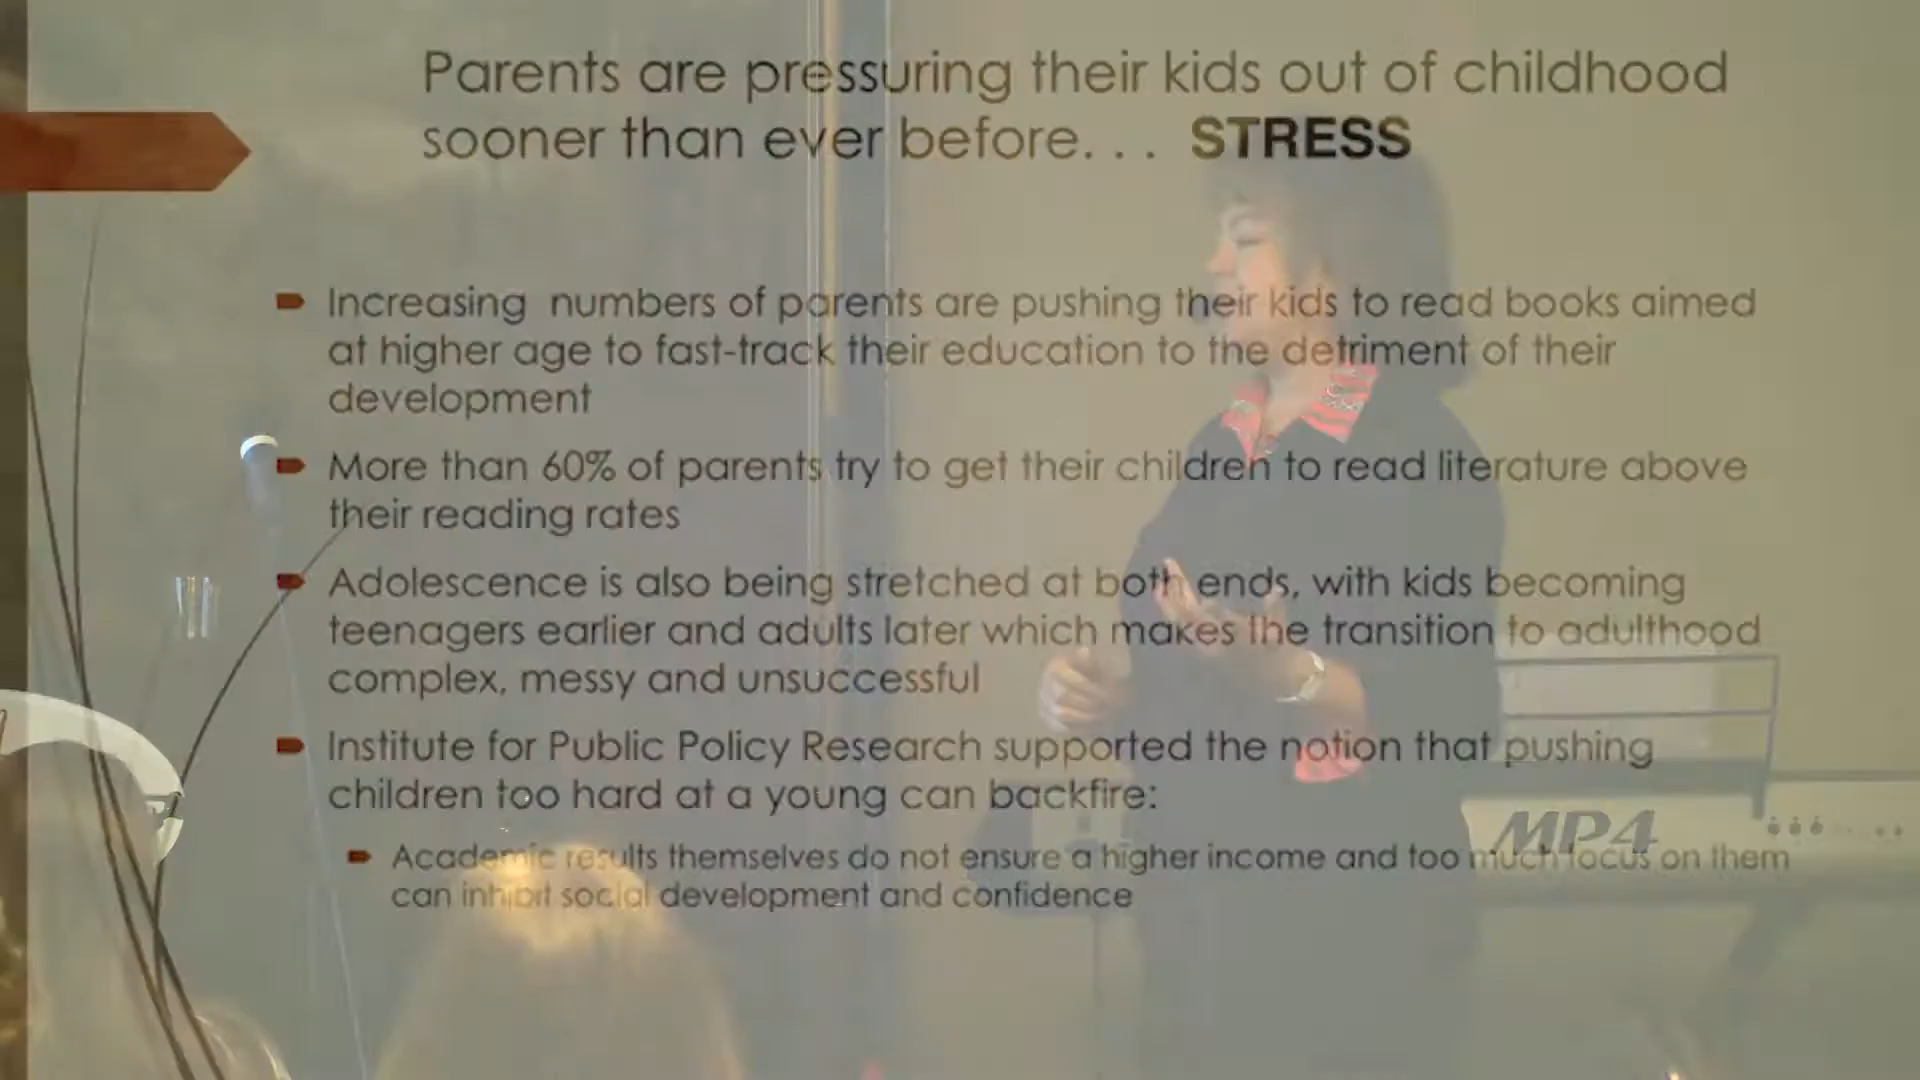 Parents are pressuring their kids out of childhood
sooner than ever before. . . STRESS
Increasing numbers of parents are pushing their kids to read books aimed
at higher age to fast-track their education to the detriment of their
development
More than 60% of parents try to get their children to read literature above
their reading rates
Adolescence is also being stretched at both ends, with kids becoming
teenagers earlier and adults later which makes the transition to adulthood
complex, messy and unsuccessful
Institute for Public Policy Research supported the notion that pushing
children too hard at a young can backfire:
MP4
Academic results themselves do not ensure a higher income and too much focus on them
can inhibit social development and confidence